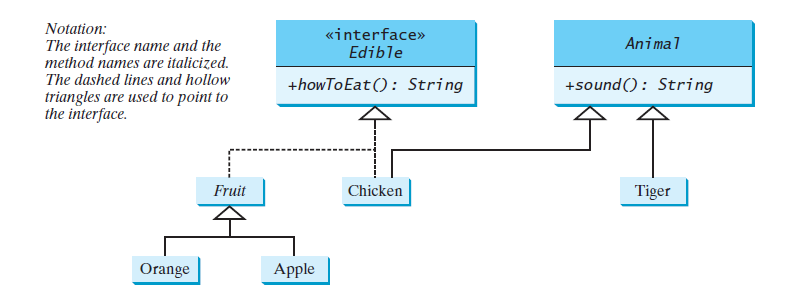 Notation:
The interface name and the
method names are italicized.
The dashed lines and hollow
triangles are used to point to
the interface.
«interface»
Edible
+howToEat(): String
Animal
+sound(): String
Fruit
Chicken
Tiger
Orange
Apple